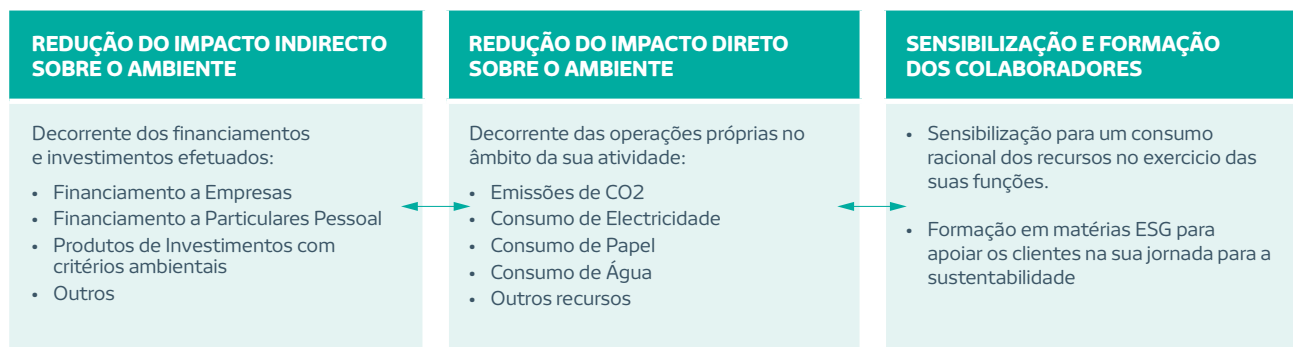 REDUÇÃO DO IMPACTO INDIRECTO
SOBRE O AMBIENTE
Decorrente dos financiamentos
e investimentos efetuados:
• Financiamento a Empresas
• Financiamento a Particulares Pessoal
• Produtos de Investimentos com
critérios ambientais
• Outros
REDUÇÃO DO IMPACTO DIRETO
SOBRE O AMBIENTE
Decorrente das operações próprias no
âmbito da sua atividade:
• Emissões de CO2
• Consumo de Electricidade
• Consumo de Papel
• Consumo de Água
• Outros recursos
SENSIBILIZAÇÃO E FORMAÇÃO
DOS COLABORADORES
• Sensibilização para um consumo
racional dos recursos no exercicio das
suas funções.
• Formação em matérias ESG para
apoiar os clientes na sua jornada para a
sustentabilidade